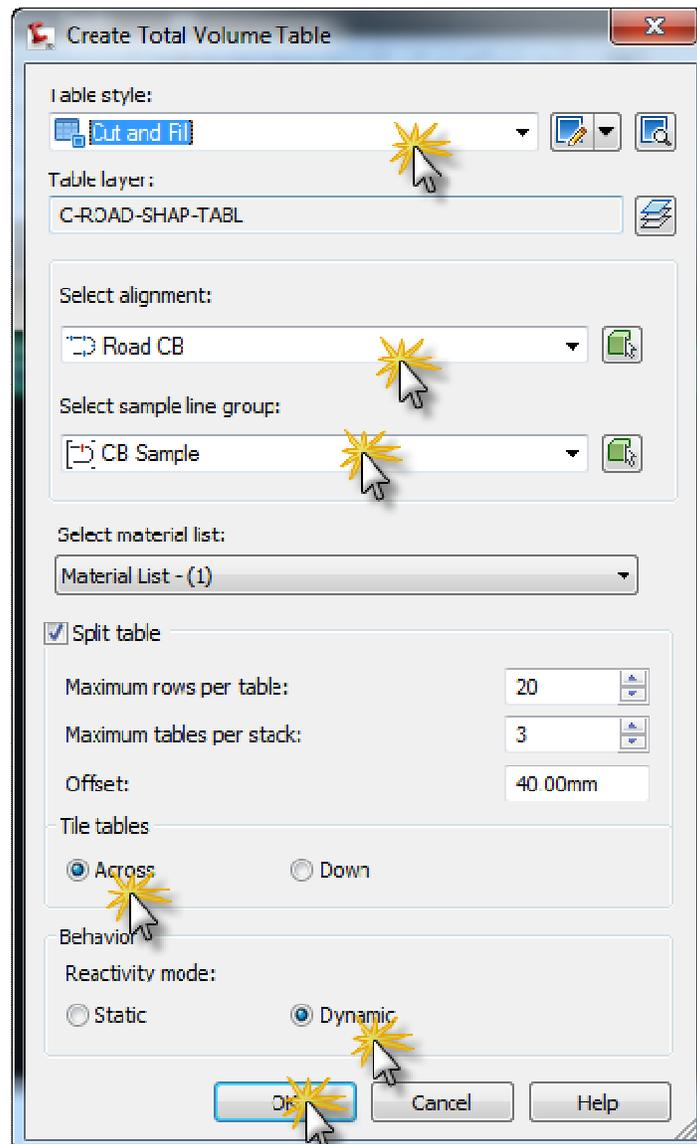 Create Total Volume Table
Table style:
Cut and Fill
Table layer:
C-ROAD-SHAP-TABL
Select alignment:
Road CB
Select sample line group:
CB Sample
Select material list:
Material List - (1)
Split table
Maximum rows per table: 20
Maximum tables per stack: 3
Offset: 40.00mm
Tile tables
Across Down
Behavior
Reactivity mode:
Static Dynamic
OK Cancel Help